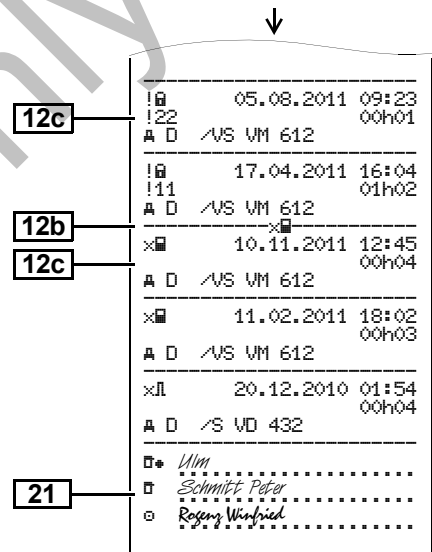 !🔒 05.08.2011 09:23
12c
!22 00h01
D /VS VM 612
!🔒 17.04.2011 16:04
!11 01h02
D /VS VM 612
12b
x
x 10.11.2011 12:45
12c
00h04
D /VS VM 612
x 11.02.2011 18:02
00h03
D /VS VM 612
x 20.12.2010 01:54
00h04
D /S VD 432
Ulm
21
Schmitt Peter
Rogenz Winfried
only